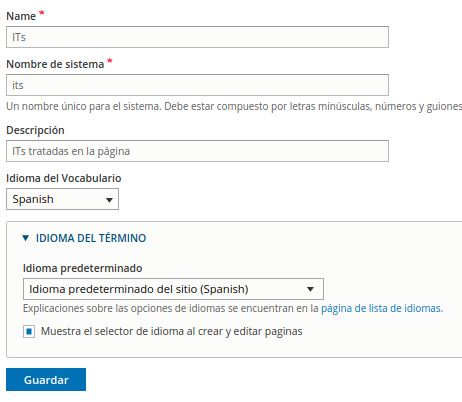 Name *
ITs
Nombre de sistema *
its
Un nombre único para el sistema. Debe estar compuesto por letras minúsculas, números y guiones
Descripción
ITs tratadas en la página
Idioma del Vocabulario
Spanish
IDIOMA DEL TÉRMINO
Idioma predeterminado
Idioma predeterminado del sitio (Spanish)
Explicaciones sobre las opciones de idiomas se encuentran en la página de lista de idiomas.
Muestra el selector de idioma al crear y editar paginas
Guardar